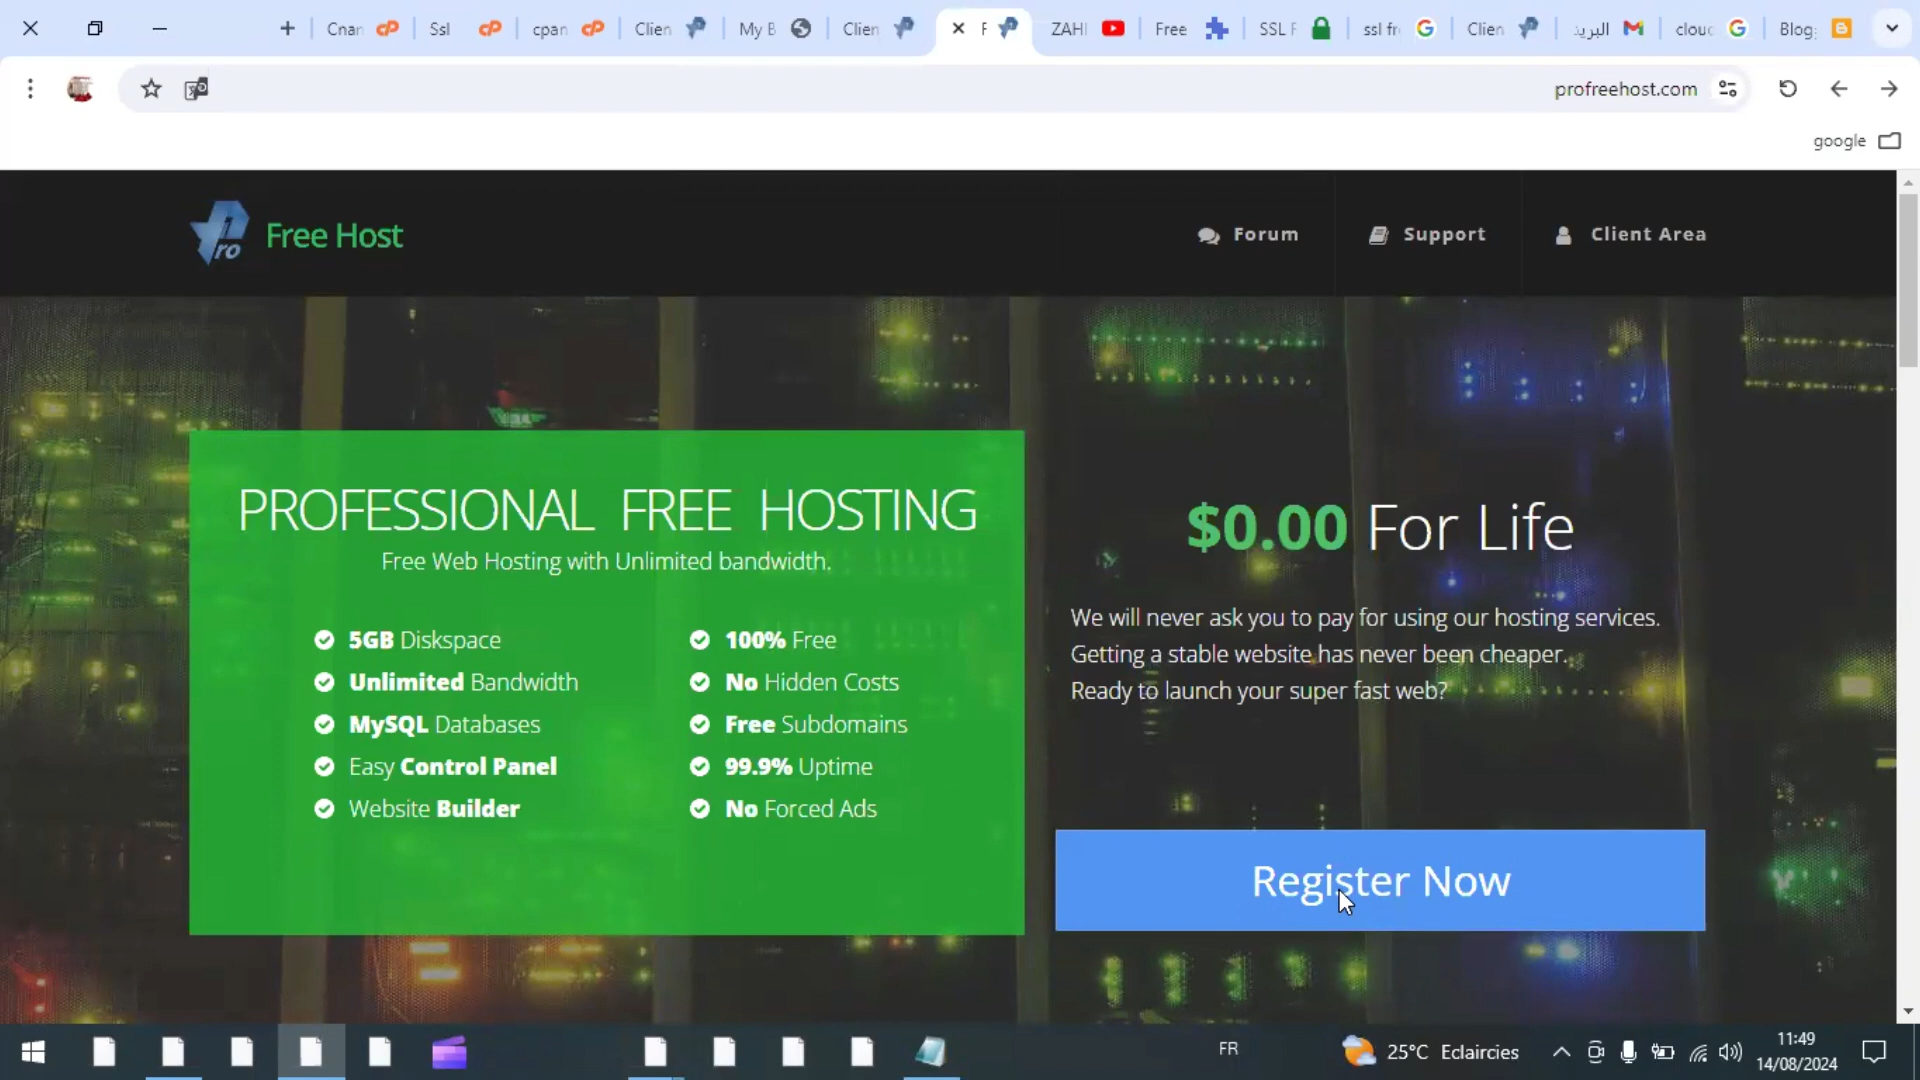 Cnan
Ssl
cpan
Clien
My B
Clien
F
ZAHI
Free
SSL F
ssl fr
Clien
البريد
cloud
Blog
profreehost.com
google
Pro
Free Host
Forum
Support
Client Area
PROFESSIONAL FREE HOSTING
Free Web Hosting with Unlimited bandwidth.
5GB Diskspace
100% Free
Unlimited Bandwidth
No Hidden Costs
MySQL Databases
Free Subdomains
Easy Control Panel
99.9% Uptime
Website Builder
No Forced Ads
$0.00 For Life
We will never ask you to pay for using our hosting services.
Getting a stable website has never been cheaper.
Ready to launch your super fast web?
Register Now
FR
25°C Eclaircies
11:49
14/08/2024